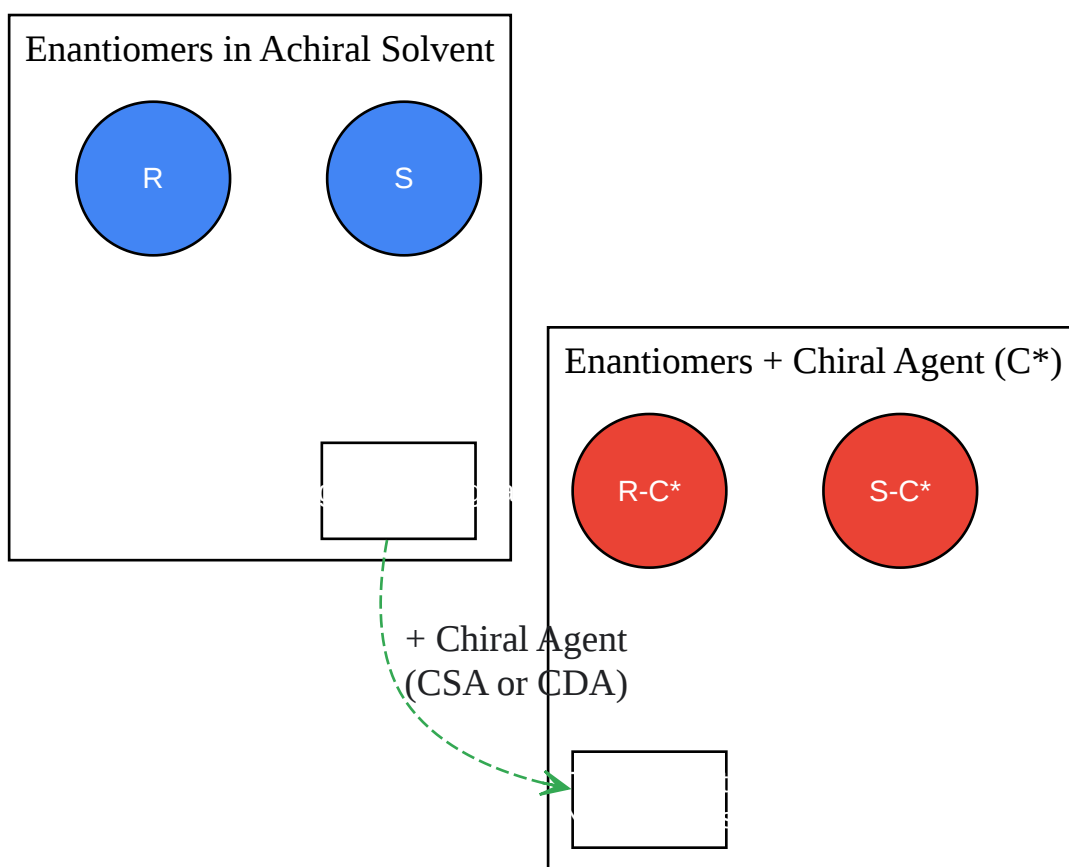 Enantiomers in Achiral Solvent
R
S
Enantiomers + Chiral Agent (C*)
R-C*
S-C*
+ Chiral Agent
(CSA or CDA)